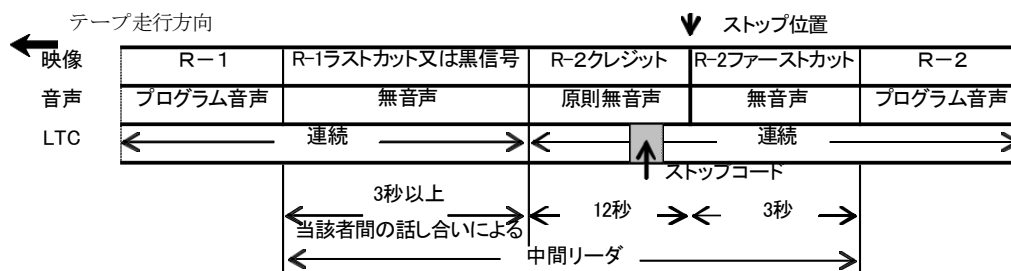 テープ走行方向
ストップ位置
映像 R－1 R-1ラストカット又は黒信号 R-2クレジット R-2ファーストカット R－2
音声 プログラム音声 無音声 原則無音声 無音声 プログラム音声
LTC 連続 連続
ストップコード
3秒以上 12秒 3秒
当該者間の話し合いによる
中間リーダ